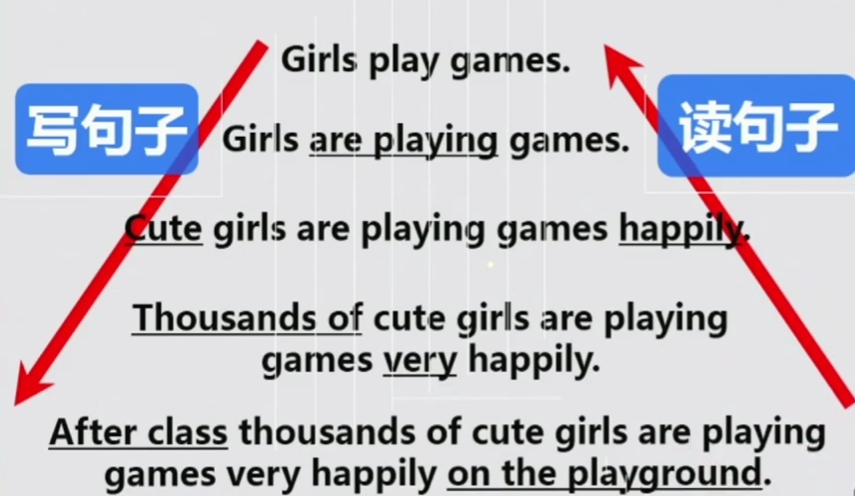 Girls play games.
写句子
读句子
Girls are playing games.
Cute girls are playing games happily.
Thousands of cute girls are playing
games very happily.
After class thousands of cute girls are playing
games very happily on the playground.